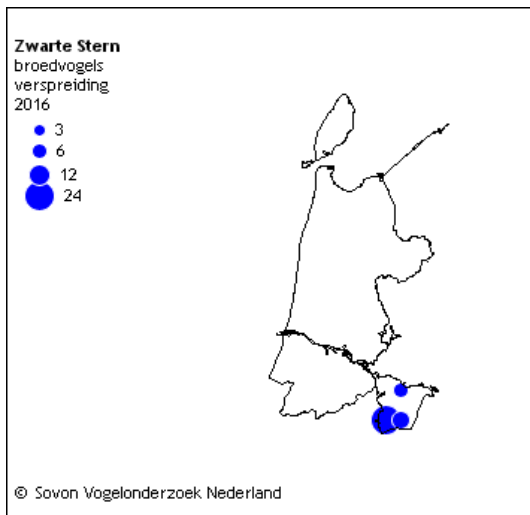 Zwarte Stern
broedvogels
verspreiding
2016
3
6
12
24
© Sovon Vogelonderzoek Nederland